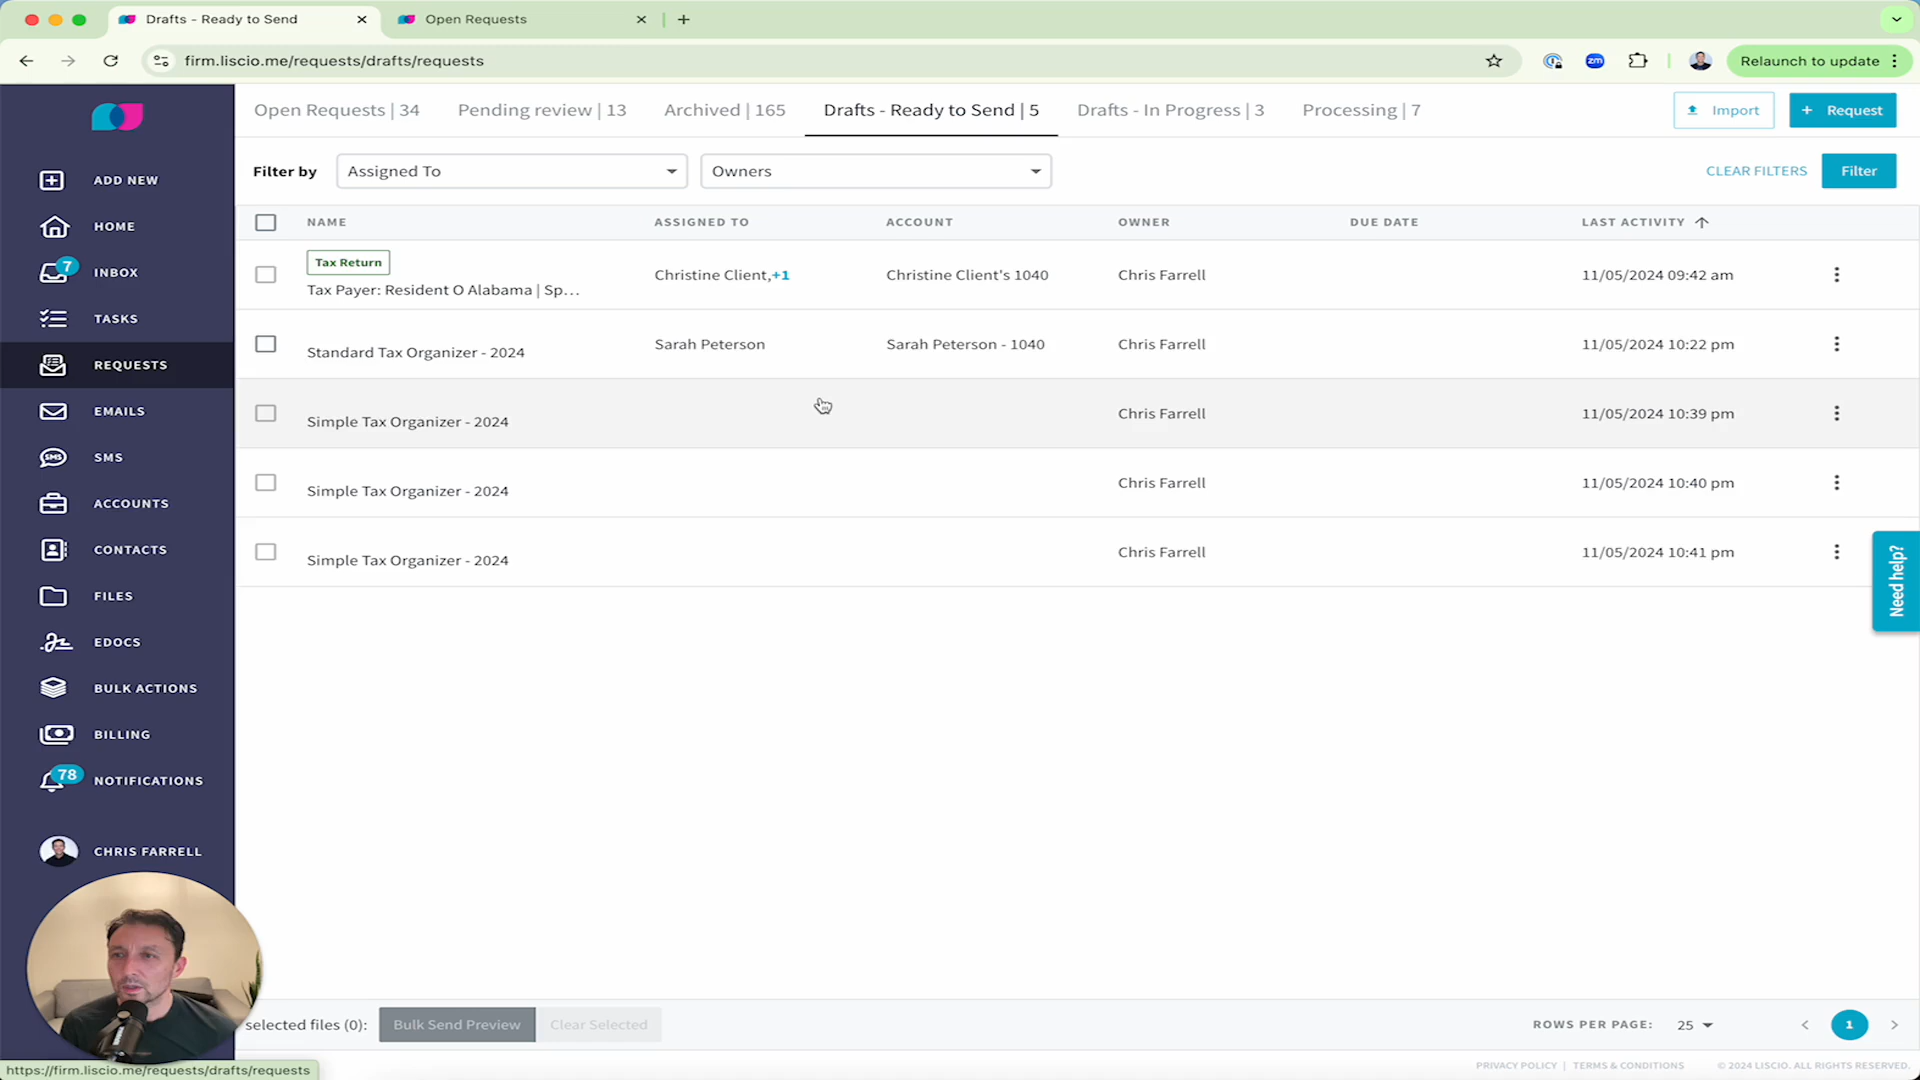 Drafts - Ready to Send
Open Requests
firm.liscio.me/requests/drafts/requests
zm
Relaunch to update
Open Requests | 34
Pending review | 13
Archived | 165
Drafts - Ready to Send | 5
Drafts - In Progress | 3
Processing | 7
Import
+ Request
Filter by
Assigned To
Owners
CLEAR FILTERS
Filter
NAME
ASSIGNED TO
ACCOUNT
OWNER
DUE DATE
LAST ACTIVITY
Tax Return
Tax Payer: Resident O Alabama | Sp...
Christine Client,+1
Christine Client's 1040
Chris Farrell
11/05/2024 09:42 am
Standard Tax Organizer - 2024
Sarah Peterson
Sarah Peterson - 1040
Chris Farrell
11/05/2024 10:22 pm
Simple Tax Organizer - 2024
Chris Farrell
11/05/2024 10:39 pm
Simple Tax Organizer - 2024
Chris Farrell
11/05/2024 10:40 pm
Simple Tax Organizer - 2024
Chris Farrell
11/05/2024 10:41 pm
ADD NEW
HOME
7
INBOX
TASKS
REQUESTS
EMAILS
SMS
SMS
ACCOUNTS
CONTACTS
FILES
EDOCS
BULK ACTIONS
BILLING
78
NOTIFICATIONS
CHRIS FARRELL
Need help?
selected files (0):
Bulk Send Preview
Clear Selected
ROWS PER PAGE:
25
1
PRIVACY POLICY | TERMS & CONDITIONS
© 2024 LISCIO. ALL RIGHTS RESERVED.
https://firm.liscio.me/requests/drafts/requests